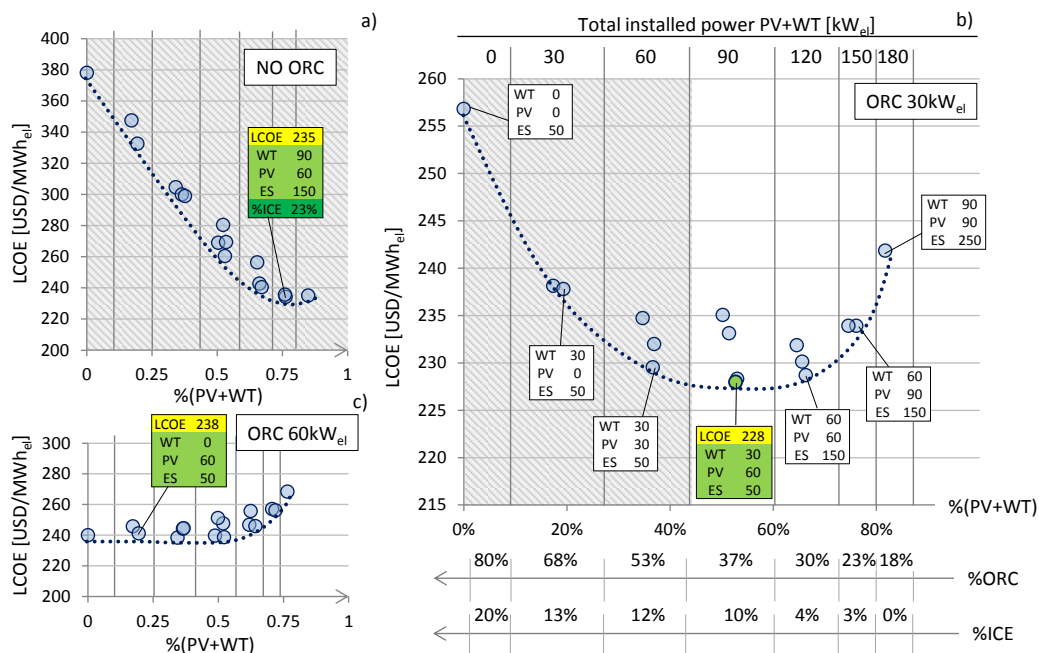 a)
NO ORC
LCOE [USD/MWhel]
400
380
360
340
320
300
280
260
240
220
200
0
0.25
0.5
0.75
1
%(PV+WT)
LCOE 235
WT 90
PV 60
ES 150
%ICE 23%
c)
ORC 60kWel
LCOE [USD/MWhel]
300
280
260
240
220
200
0
0.25
0.5
0.75
1
%(PV+WT)
LCOE 238
WT 0
PV 60
ES 50
Total installed power PV+WT [kWel]
b)
0 30 60 90 120 150 180
ORC 30kWel
LCOE [USD/MWhel]
260
255
250
245
240
235
230
225
220
215
WT 0
PV 0
ES 50
WT 30
PV 0
ES 50
WT 30
PV 30
ES 50
LCOE 228
WT 30
PV 60
ES 50
WT 60
PV 60
ES 150
WT 60
PV 90
ES 150
WT 90
PV 90
ES 250
%(PV+WT)
0% 20% 40% 60% 80%
80% 68% 53% 37% 30% 23% 18%
%ORC
20% 13% 12% 10% 4% 3% 0%
%ICE